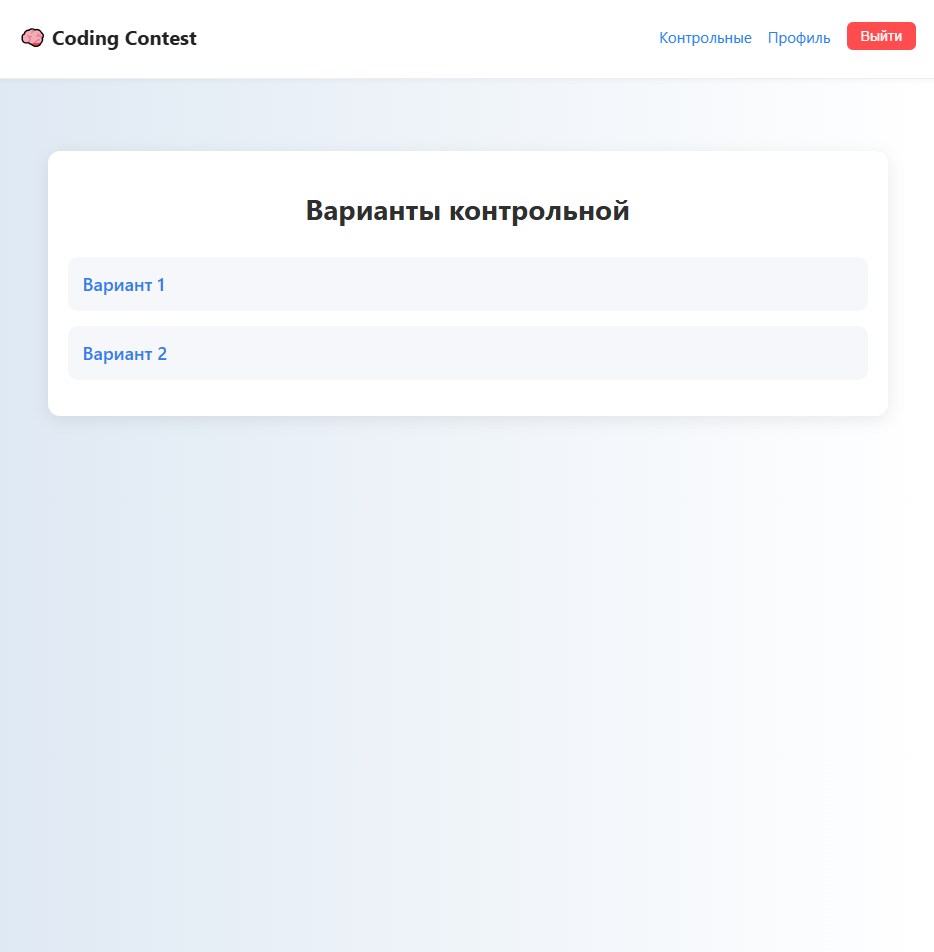 Coding Contest
Контрольные
Профиль
Выйти
Варианты контрольной
Вариант 1
Вариант 2